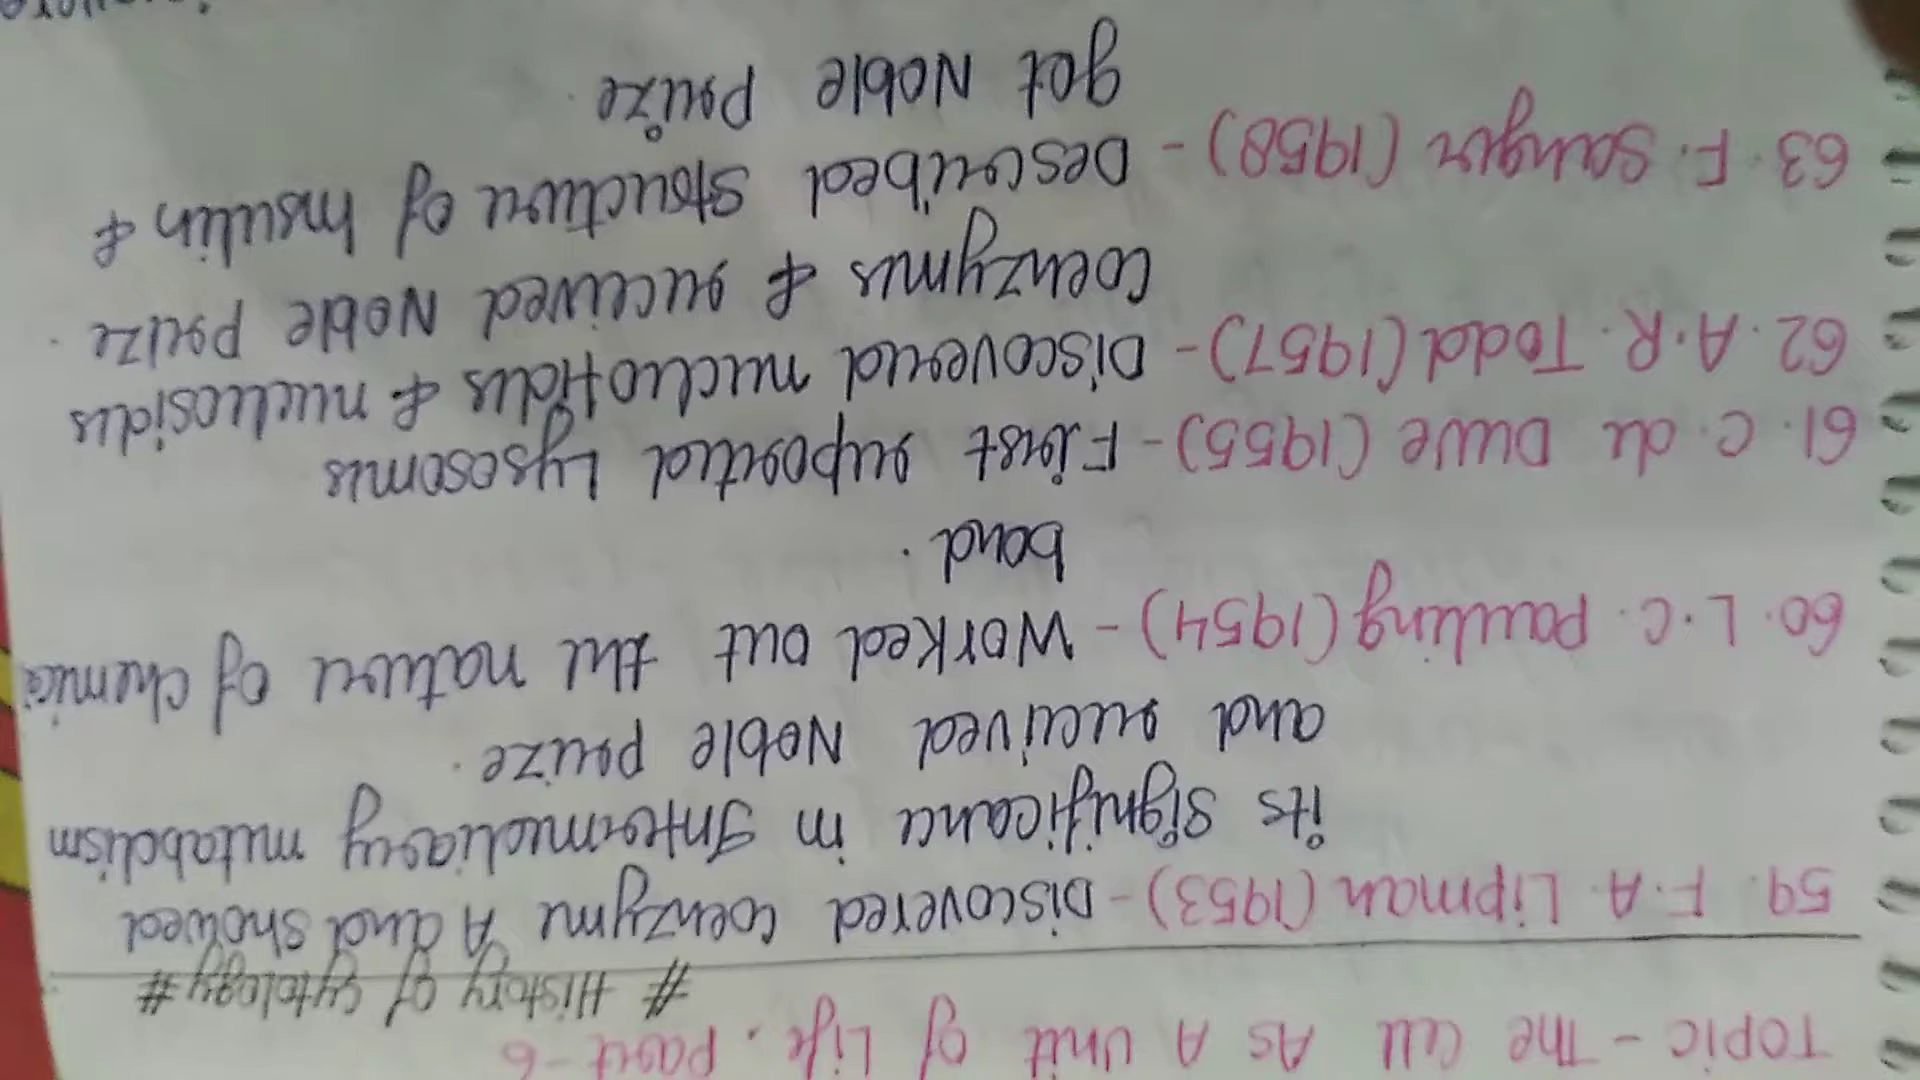 Topic - The Cell As A Unit of Life. Part - 6
# History of Cytology #
59. F.A. Lipman (1953) - Discovered Coenzyme A and showed
its significance in Intermediary metabolism
and received Noble prize.
60. L.C. Pauling (1954) - Worked out the nature of Chemic
bond.
61. C. de Duve (1955) - First reported Lysosomes
62. A.R. Todd (1957) - Discovered nucleotides & nucleosides
Coenzymes & received Noble prize.
63. F. Sanger (1958) - Described structure of Insulin &
got Noble Prize.